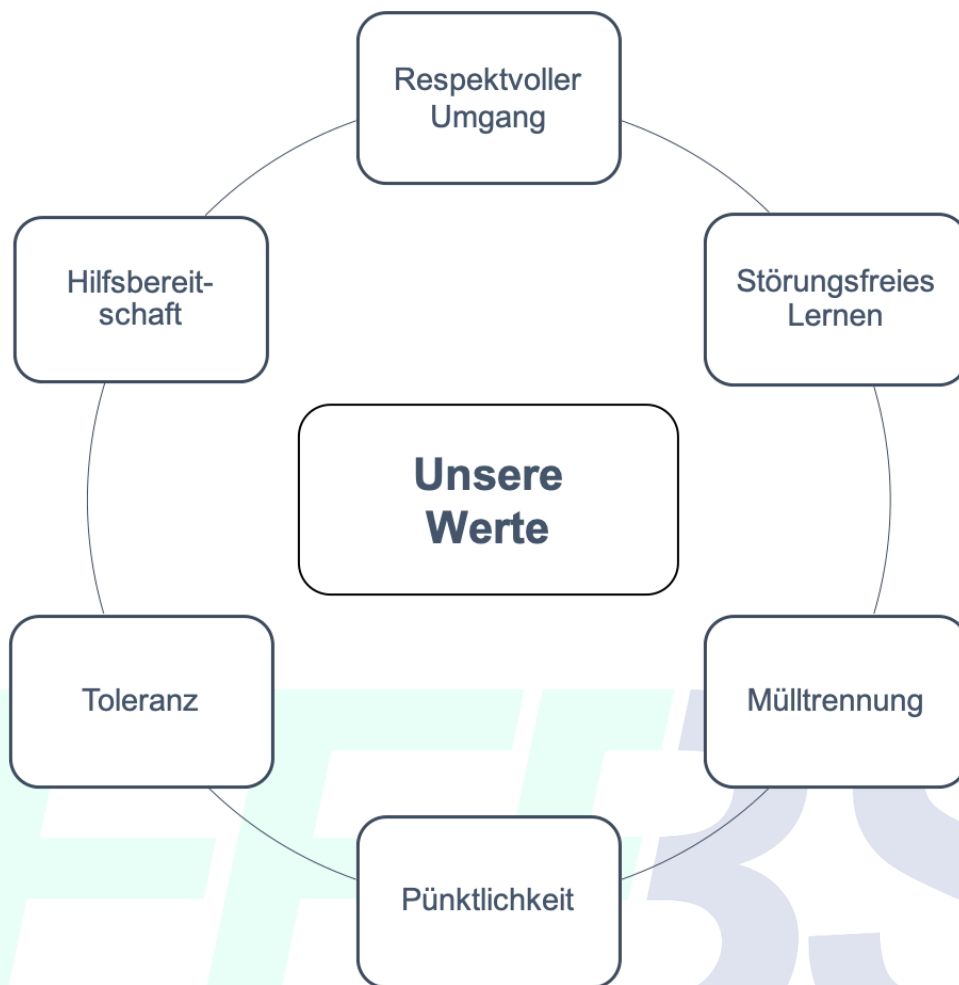 Respektvoller
Umgang
Hilfsbereit-
schaft
Störungsfreies
Lernen
Unsere
Werte
Toleranz
Mülltrennung
Pünktlichkeit